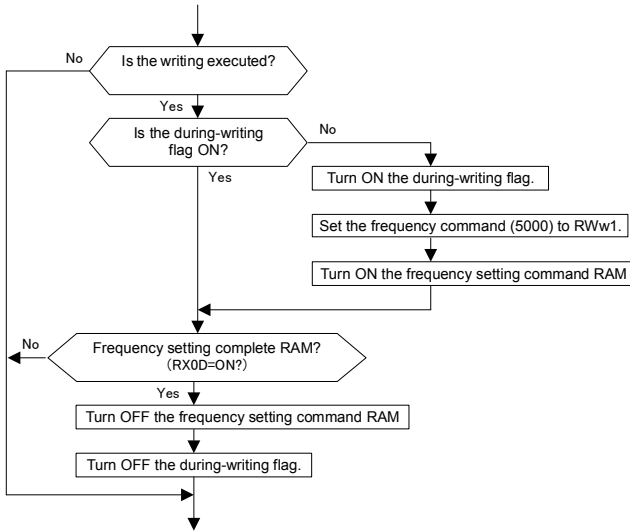 No
Is the writing executed?
Yes
Is the during-writing
flag ON?
No
Yes
Turn ON the during-writing flag.
Set the frequency command (5000) to RWw1.
Turn ON the frequency setting command RAM
No
Frequency setting complete RAM?
(RX0D=ON?)
Yes
Turn OFF the frequency setting command RAM
Turn OFF the during-writing flag.